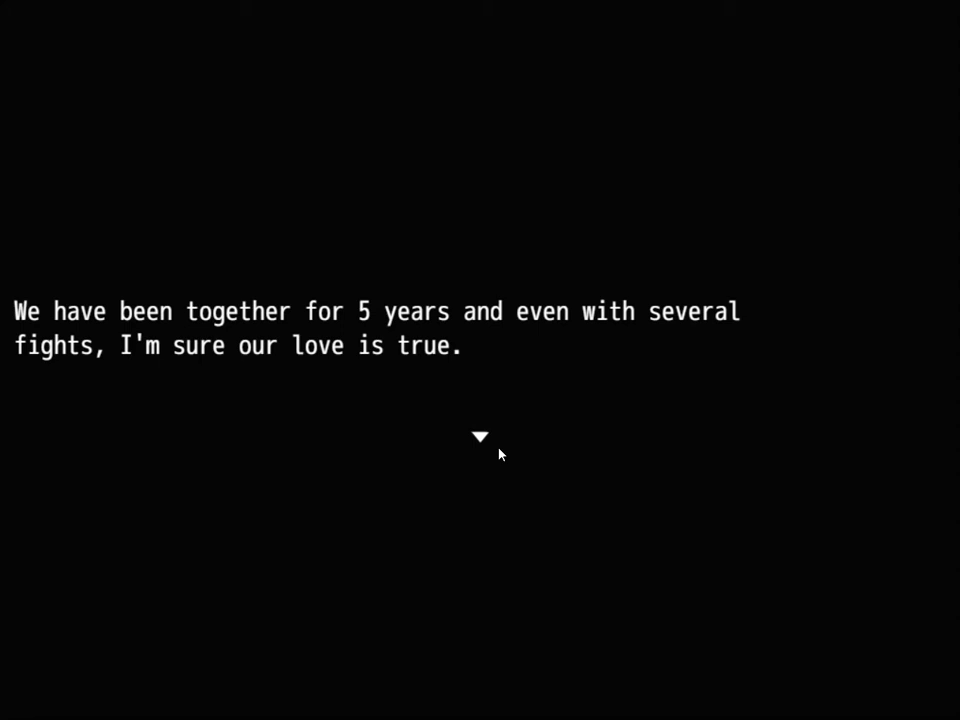 We have been together for 5 years and even with several
fights, I'm sure our love is true.